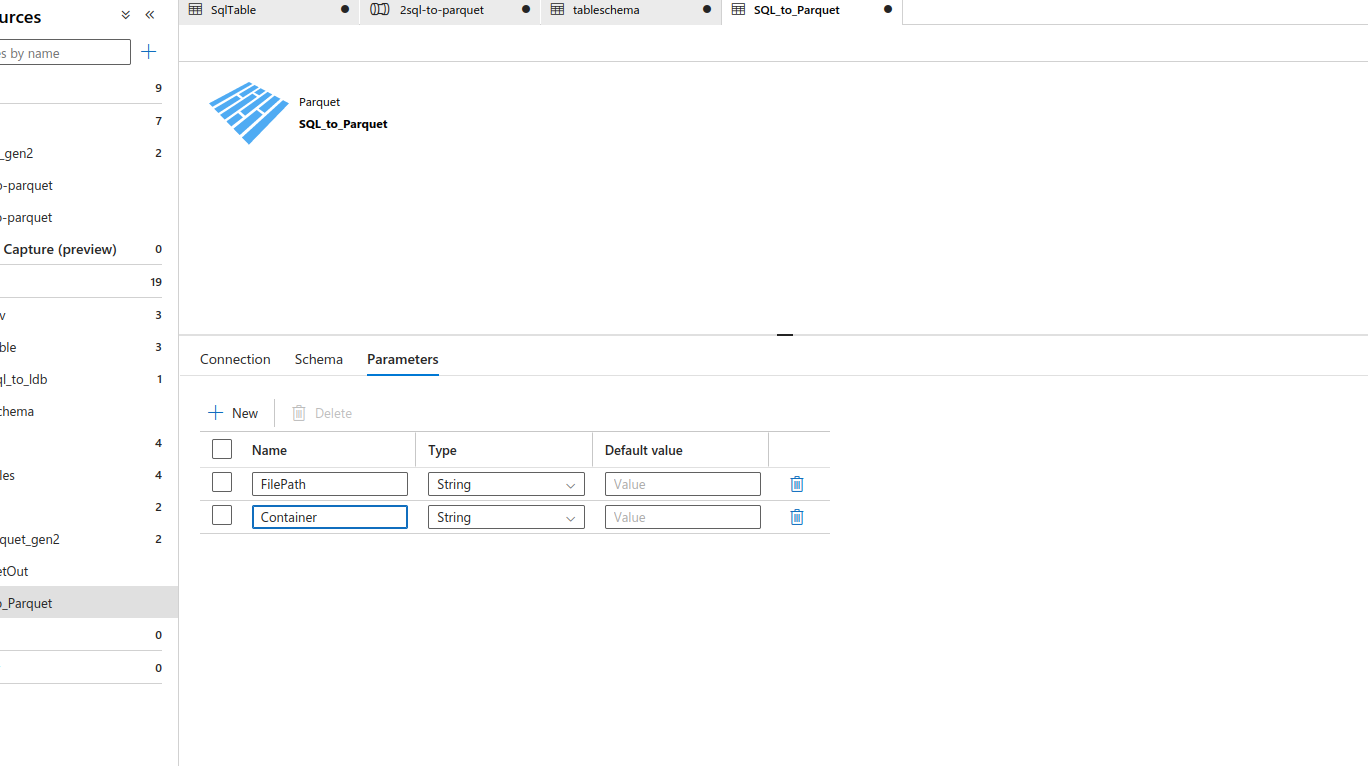 urces
SqlTable
2sql-to-parquet
tableschema
SQL_to_Parquet
es by name
9
7
_gen2 2
o-parquet
o-parquet
Capture (preview) 0
19
v 3
ble 3
ql_to_ldb 1
chema
4
les 4
2
quet_gen2 2
etOut
o_Parquet
0
0
Parquet
SQL_to_Parquet
Connection Schema Parameters
New Delete
Name Type Default value
FilePath String Value
Container String Value